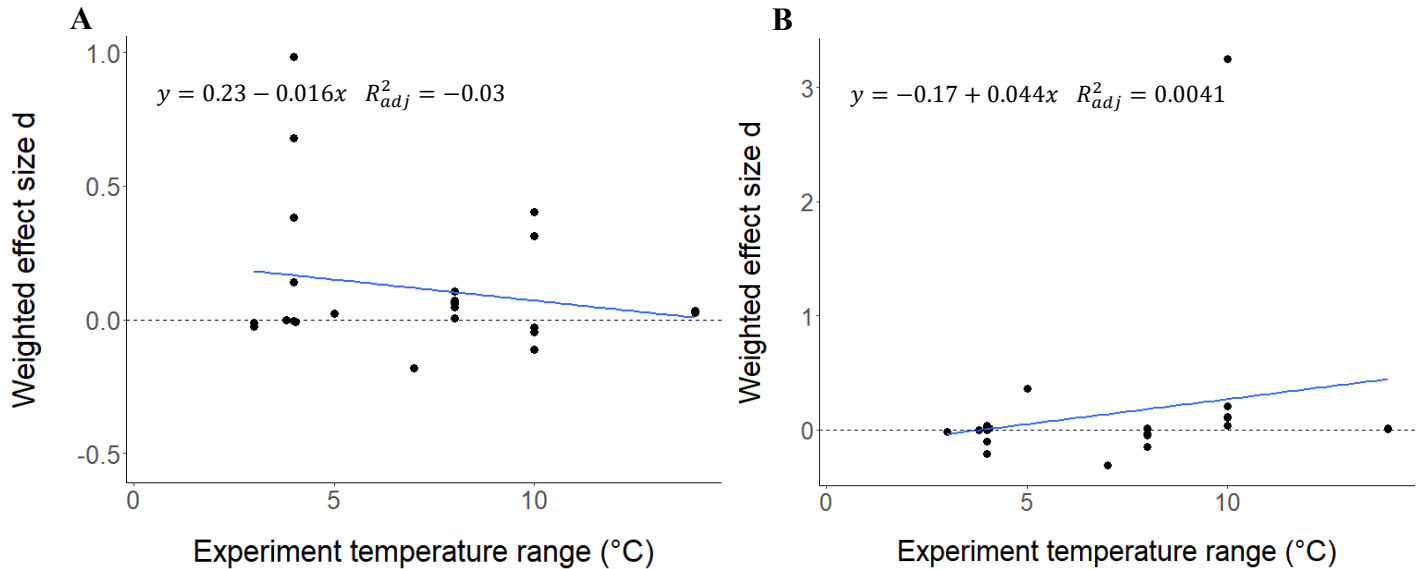 A
y = 0.23 − 0.016x R²adj = −0.03
Weighted effect size d
1.0
0.5
0.0
-0.5
0
5
10
Experiment temperature range (°C)
B
y = −0.17 + 0.044x R²adj = 0.0041
Weighted effect size d
3
2
1
0
0
5
10
Experiment temperature range (°C)